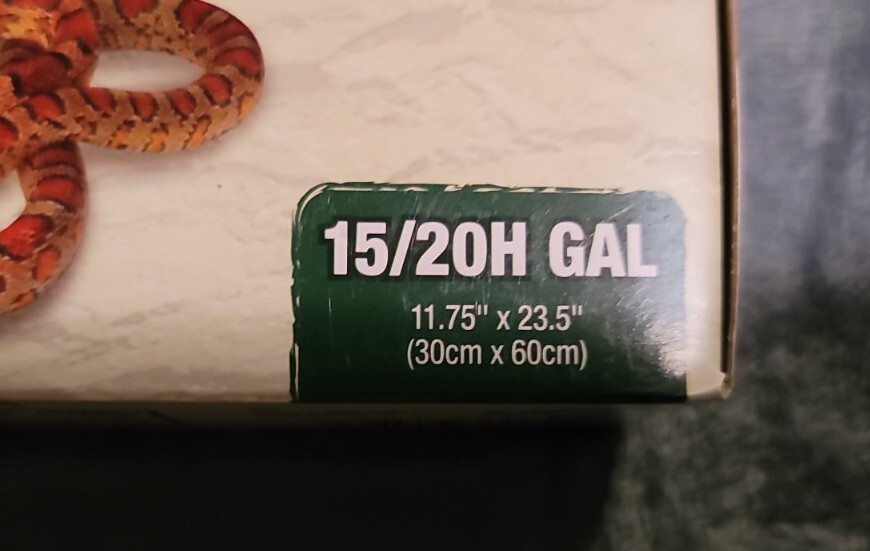 15/20H GAL
11.75" x 23.5"
(30cm x 60cm)